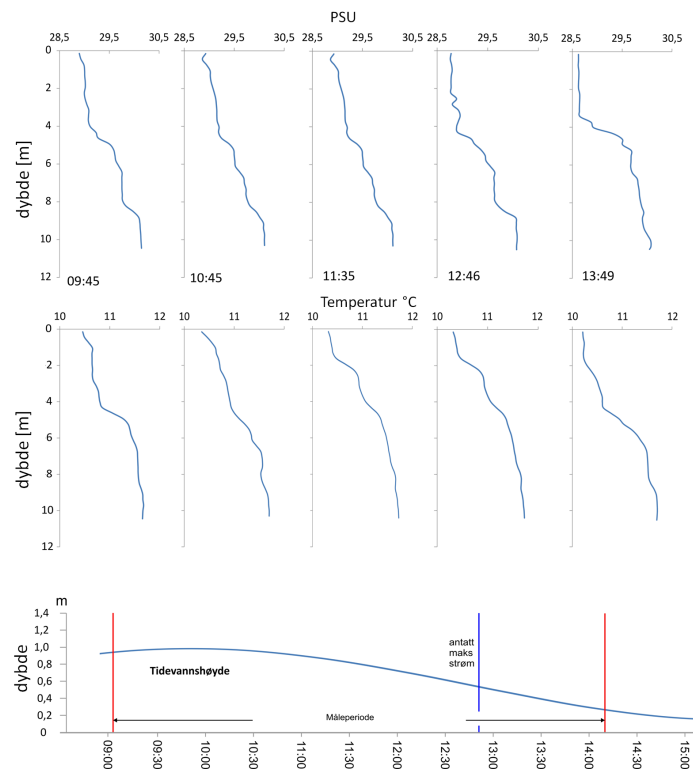 PSU
28,5 29,5 30,5 28,5 29,5 30,5 28,5 29,5 30,5 28,5 29,5 30,5 28,5 29,5 30,5
0
2
4
6
8
10
12
dybde [m]
09:45 10:45 11:35 12:46 13:49
Temperatur °C
10 11 12 10 11 12 10 11 12 10 11 12 10 11 12
0
2
4
6
8
10
12
dybde [m]
m
1,4
1,2
1,0
0,8
0,6
0,4
0,2
0
dybde
Tidevannshøyde
antatt
maks
strøm
Måleperiode
09:00 09:30 10:00 10:30 11:00 11:30 12:00 12:30 13:00 13:30 14:00 14:30 15:00